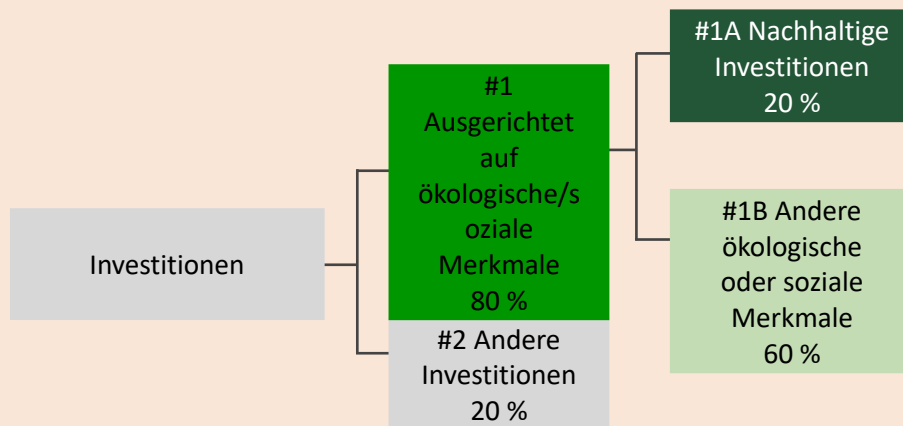 Investitionen
#1
Ausgerichtet
auf
ökologische/s
oziale
Merkmale
80 %
#2 Andere
Investitionen
20 %
#1A Nachhaltige
Investitionen
20 %
#1B Andere
ökologische
oder soziale
Merkmale
60 %